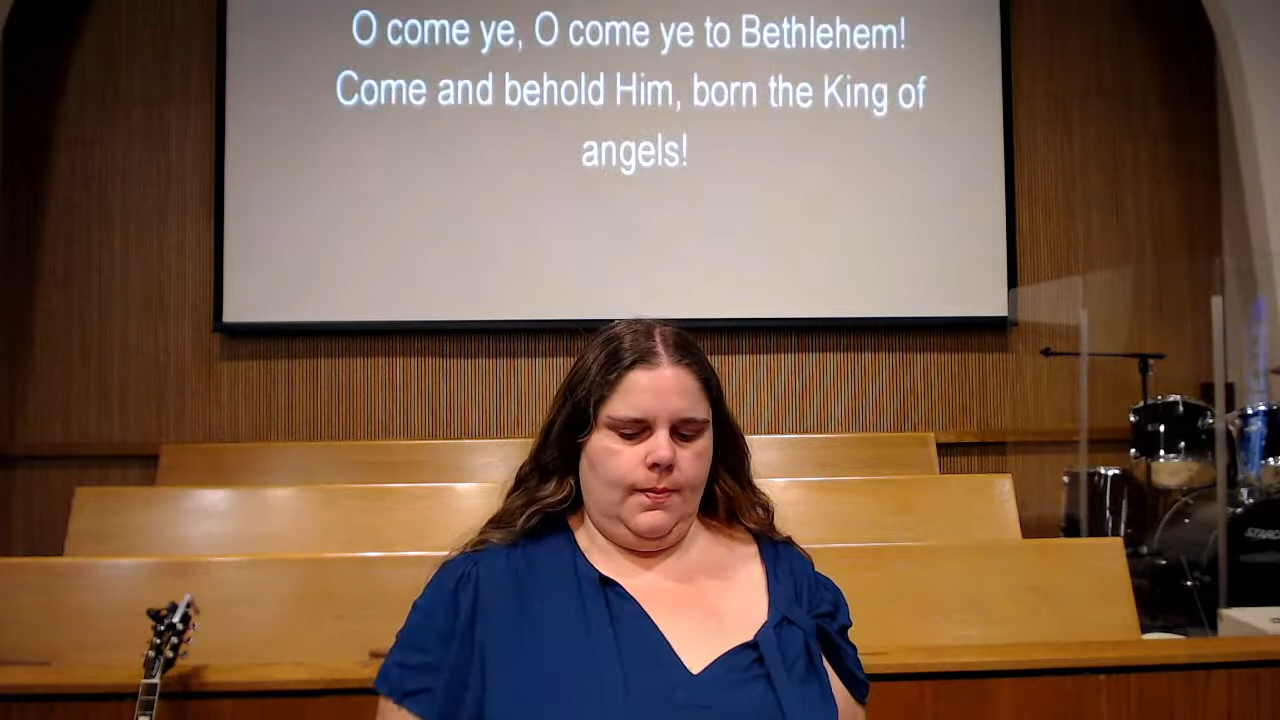 O come ye, O come ye to Bethlehem!
Come and behold Him, born the King of
angels!